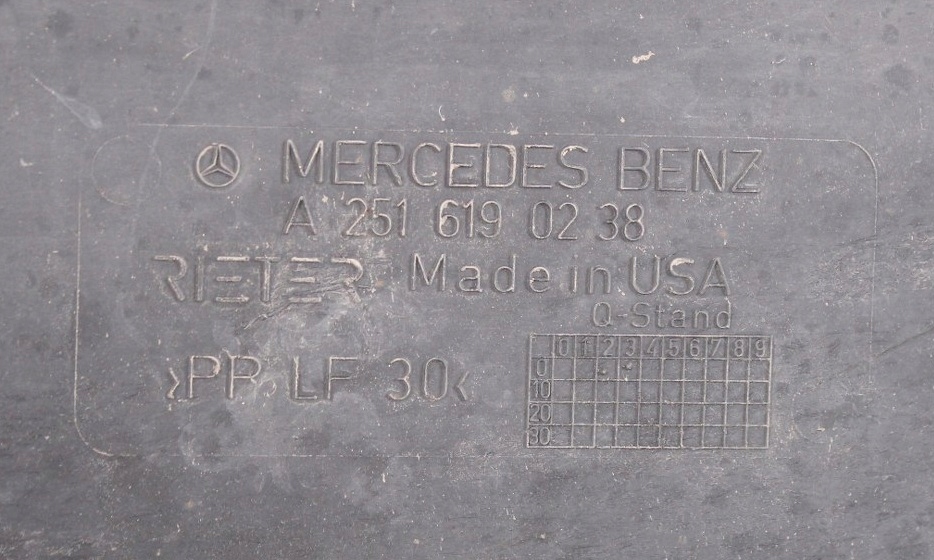 MERCEDES BENZ
A 251 619 02 38
RIETER Made in USA
Q-Stand
>PP LF 30<
0 1 2 3 4 5 6 7 8 9
0
10
20
30